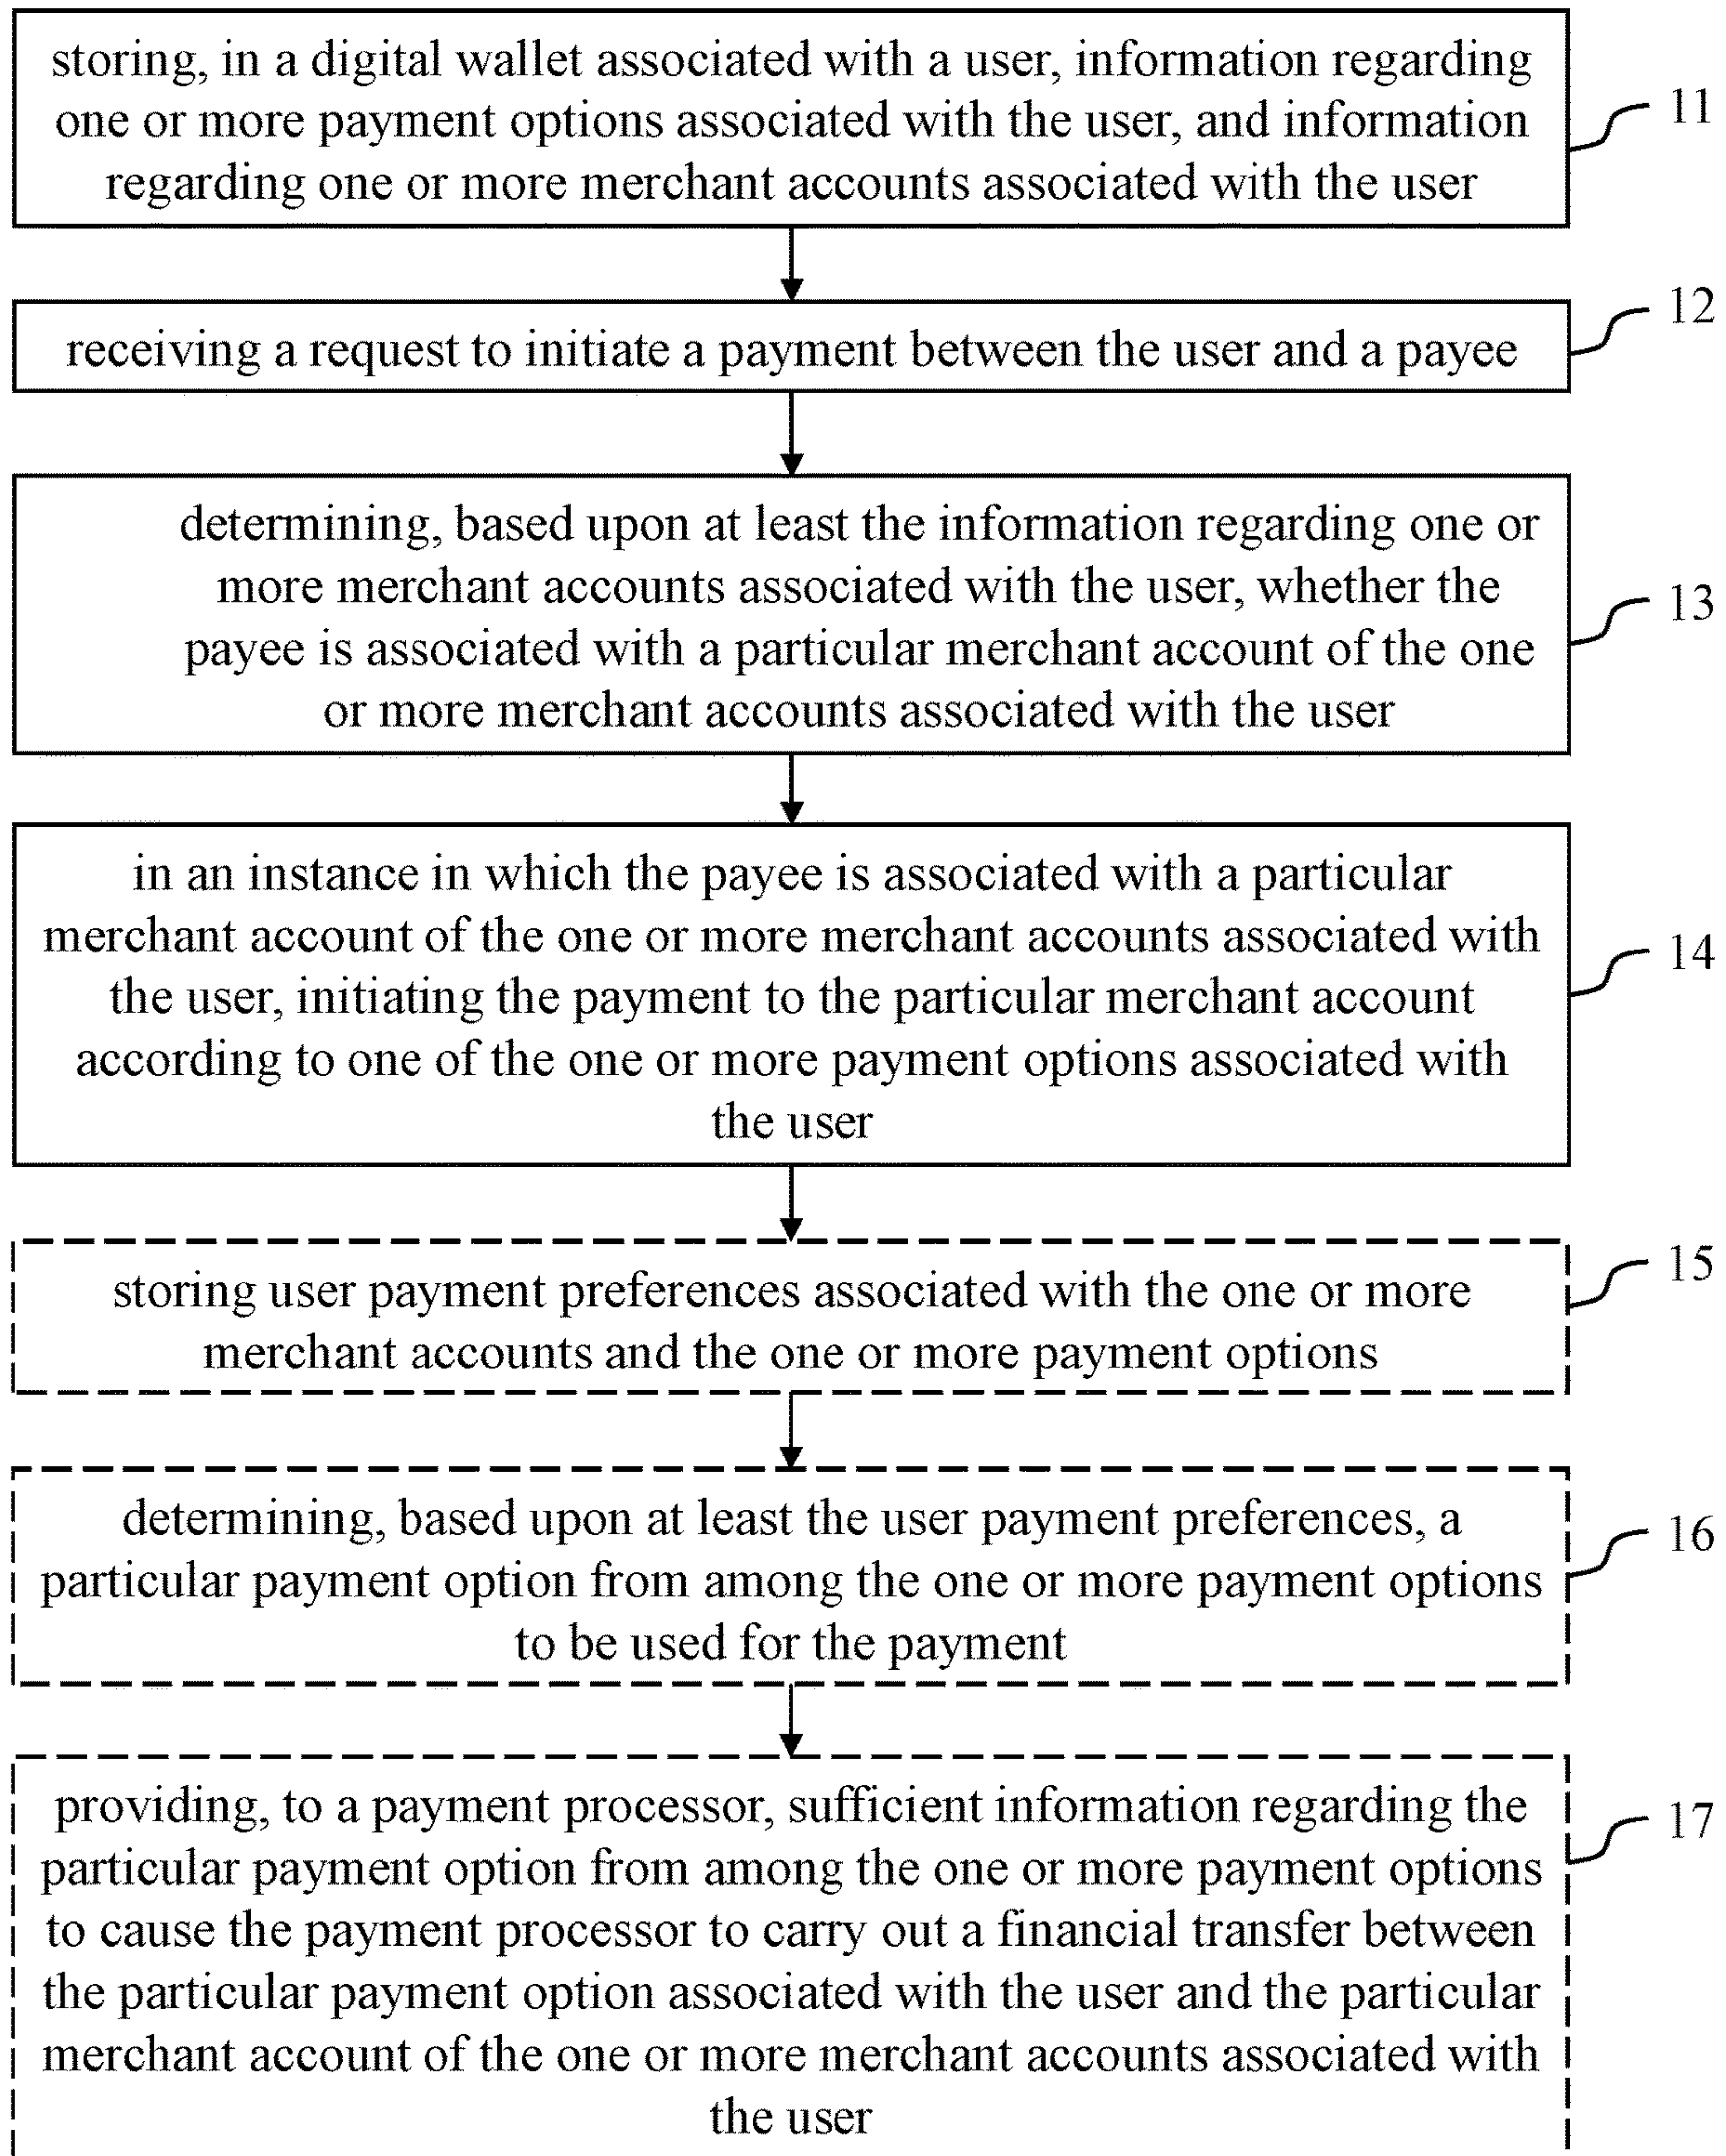 storing, in a digital wallet associated with a user, information regarding
one or more payment options associated with the user, and information
regarding one or more merchant accounts associated with the user
11
receiving a request to initiate a payment between the user and a payee
12
determining, based upon at least the information regarding one or
more merchant accounts associated with the user, whether the
payee is associated with a particular merchant account of the one
or more merchant accounts associated with the user
13
in an instance in which the payee is associated with a particular
merchant account of the one or more merchant accounts associated with
the user, initiating the payment to the particular merchant account
according to one of the one or more payment options associated with
the user
14
storing user payment preferences associated with the one or more
merchant accounts and the one or more payment options
15
determining, based upon at least the user payment preferences, a
particular payment option from among the one or more payment options
to be used for the payment
16
providing, to a payment processor, sufficient information regarding the
particular payment option from among the one or more payment options
to cause the payment processor to carry out a financial transfer between
the particular payment option associated with the user and the particular
merchant account of the one or more merchant accounts associated with
the user
17